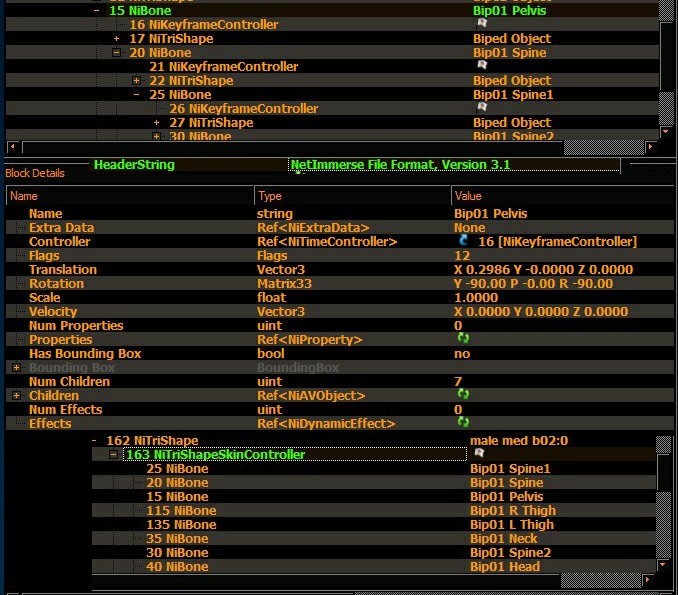 15 NiBone Bip01 Pelvis
16 NiKeyframeController
17 NiTriShape Biped Object
20 NiBone Bip01 Spine
21 NiKeyframeController
22 NiTriShape Biped Object
25 NiBone Bip01 Spine1
26 NiKeyframeController
27 NiTriShape Biped Object
30 NiBone Bip01 Spine2
HeaderString NetImmerse File Format, Version 3.1
Block Details
Name Type Value
Name string Bip01 Pelvis
Extra Data Ref<NiExtraData> None
Controller Ref<NiTimeController> 16 [NiKeyframeController]
Flags Flags 12
Translation Vector3 X 0.2986 Y -0.0000 Z 0.0000
Rotation Matrix33 Y -90.00 P -0.00 R -90.00
Scale float 1.0000
Velocity Vector3 X 0.0000 Y 0.0000 Z 0.0000
Num Properties uint 0
Properties Ref<NiProperty>
Has Bounding Box bool no
Bounding Box BoundingBox
Num Children uint 7
Children Ref<NiAVObject>
Num Effects uint 0
Effects Ref<NiDynamicEffect>
162 NiTriShape male med b02:0
163 NiTriShapeSkinController
25 NiBone Bip01 Spine1
20 NiBone Bip01 Spine
15 NiBone Bip01 Pelvis
115 NiBone Bip01 R Thigh
135 NiBone Bip01 L Thigh
35 NiBone Bip01 Neck
30 NiBone Bip01 Spine2
40 NiBone Bip01 Head